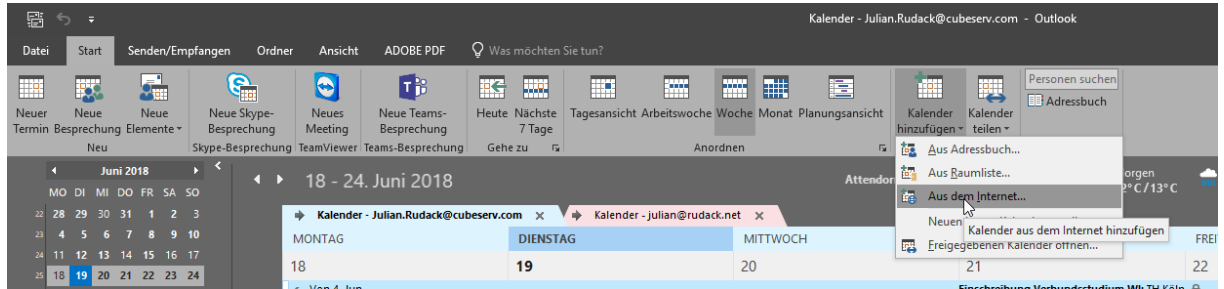 Kalender - Julian.Rudack@cubeserv.com - Outlook
Datei Start Senden/Empfangen Ordner Ansicht ADOBE PDF Was möchten Sie tun?
Neuer Termin
Neue Besprechung
Neue Elemente
Neue Skype-Besprechung
Neues Meeting
Neue Teams-Besprechung
Heute
Nächste 7 Tage
Tagesansicht Arbeitswoche Woche Monat Planungsansicht
Kalender hinzufügen
Kalender teilen
Personen suchen
Adressbuch
Neu Skype-Besprechung TeamViewer Teams-Besprechung Gehe zu Anordnen
Aus Adressbuch...
Aus Raumliste...
Aus dem Internet...
Neuen
Kalender aus dem Internet hinzufügen
Freigegebenen Kalender öffnen...
Juni 2018
MO DI MI DO FR SA SO
22 28 29 30 31 1 2 3
23 4 5 6 7 8 9 10
24 11 12 13 14 15 16 17
25 18 19 20 21 22 23 24
18 - 24. Juni 2018
Attendor
orgen
2°C/13°C
Kalender - Julian.Rudack@cubeserv.com x
Kalender - julian@rudack.net x
MONTAG DIENSTAG MITTWOCH FREI
18 19 20 21 22
Von 4. Jun
Einschreibung Verbundsstudium WI: TH Köln